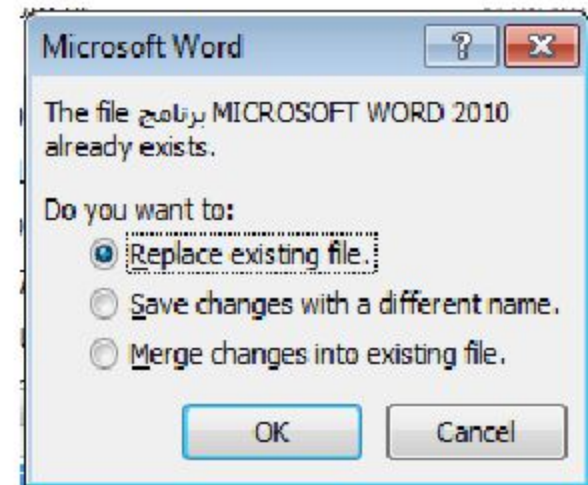 Microsoft Word
The file برنامج MICROSOFT WORD 2010
already exists.
Do you want to:
Replace existing file.
Save changes with a different name.
Merge changes into existing file.
OK
Cancel